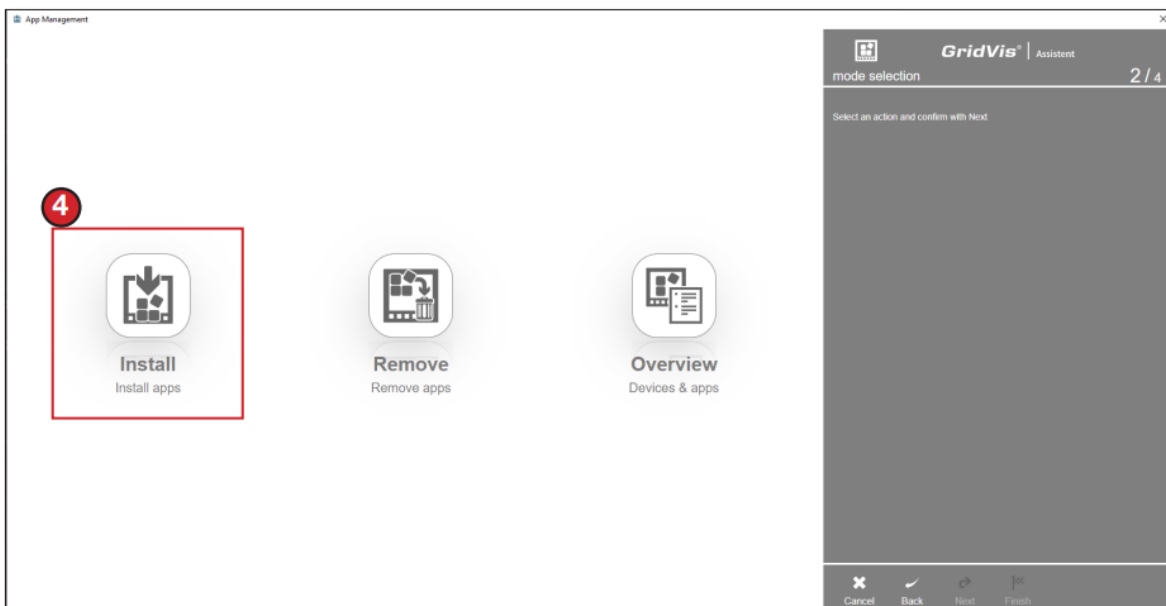 App Management
GridVis® | Assistent
mode selection 2 / 4
Select an action and confirm with Next
4
Install
Install apps
Remove
Remove apps
Overview
Devices & apps
Cancel Back Next Finish